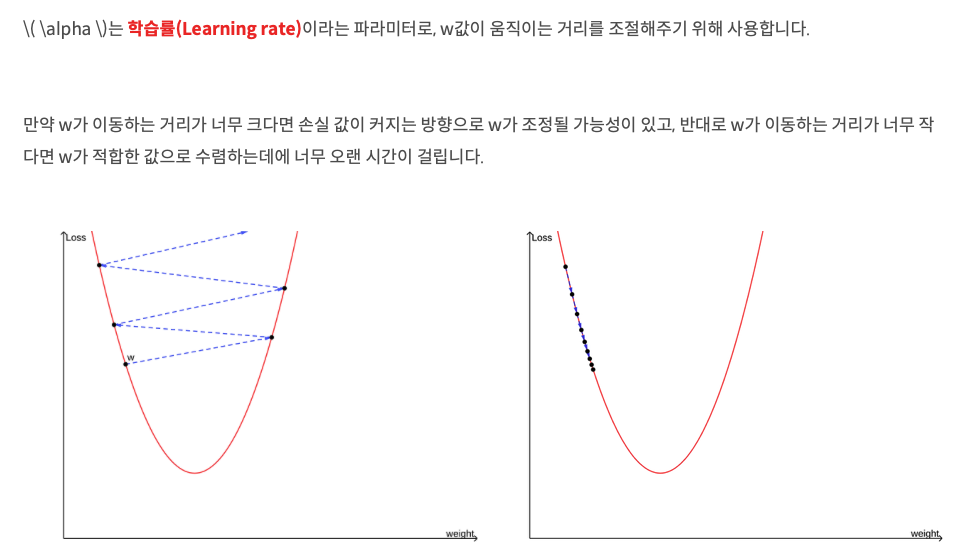 \( \alpha \)는 학습률(Learning rate)이라는 파라미터로, w값이 움직이는 거리를 조절해주기 위해 사용합니다.
만약 w가 이동하는 거리가 너무 크다면 손실 값이 커지는 방향으로 w가 조정될 가능성이 있고, 반대로 w가 이동하는 거리가 너무 작
다면 w가 적합한 값으로 수렴하는데에 너무 오랜 시간이 걸립니다.
Loss
w
weight
Loss
weight